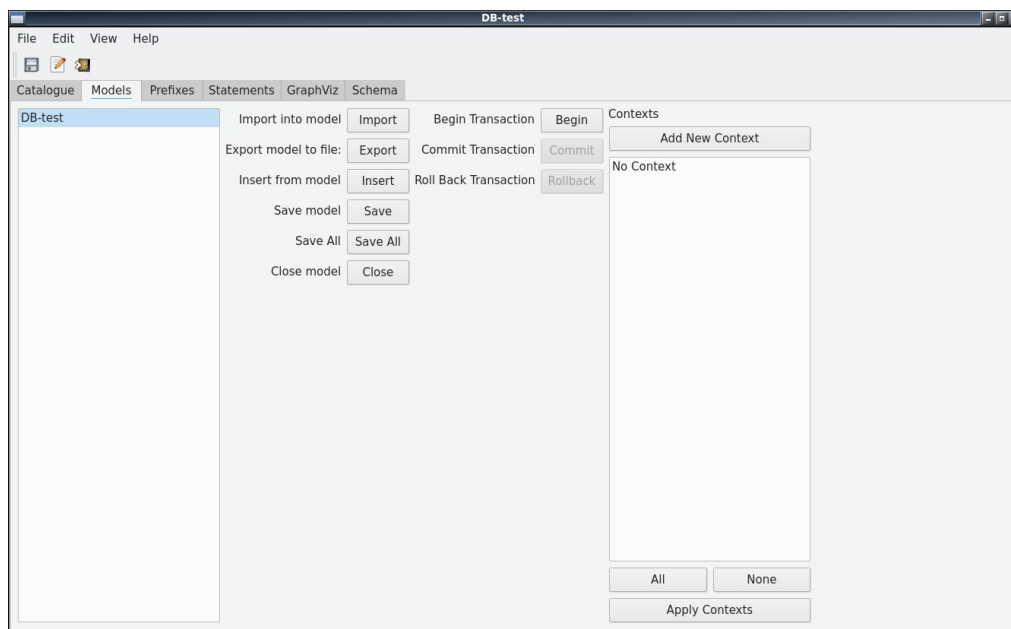 DB-test
File Edit View Help
Catalogue Models Prefixes Statements GraphViz Schema
DB-test
Import into model Import
Export model to file: Export
Insert from model Insert
Save model Save
Save All Save All
Close model Close
Begin Transaction Begin
Commit Transaction Commit
Roll Back Transaction Rollback
Contexts
Add New Context
No Context
All None
Apply Contexts